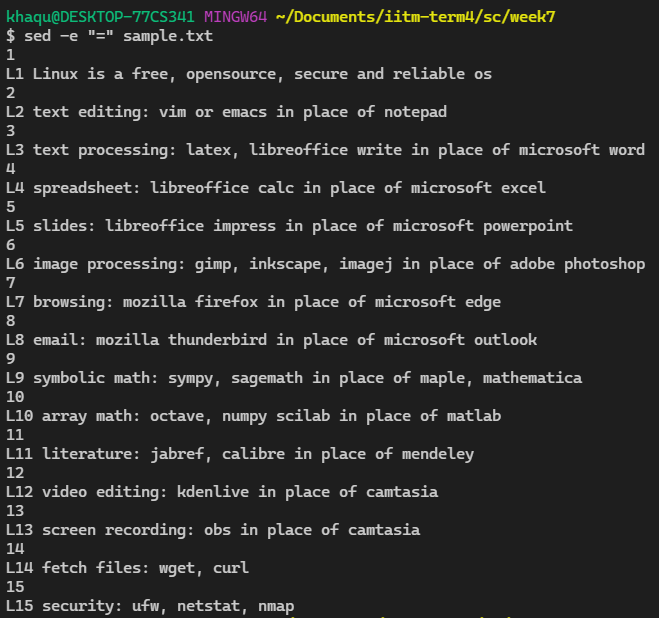 khaqu@DESKTOP-77CS341 MINGW64 ~/Documents/iitm-term4/sc/week7
$ sed -e "=" sample.txt
1
L1 Linux is a free, opensource, secure and reliable os
2
L2 text editing: vim or emacs in place of notepad
3
L3 text processing: latex, libreoffice write in place of microsoft word
4
L4 spreadsheet: libreoffice calc in place of microsoft excel
5
L5 slides: libreoffice impress in place of microsoft powerpoint
6
L6 image processing: gimp, inkscape, imagej in place of adobe photoshop
7
L7 browsing: mozilla firefox in place of microsoft edge
8
L8 email: mozilla thunderbird in place of microsoft outlook
9
L9 symbolic math: sympy, sagemath in place of maple, mathematica
10
L10 array math: octave, numpy scilab in place of matlab
11
L11 literature: jabref, calibre in place of mendeley
12
L12 video editing: kdenlive in place of camtasia
13
L13 screen recording: obs in place of camtasia
14
L14 fetch files: wget, curl
15
L15 security: ufw, netstat, nmap